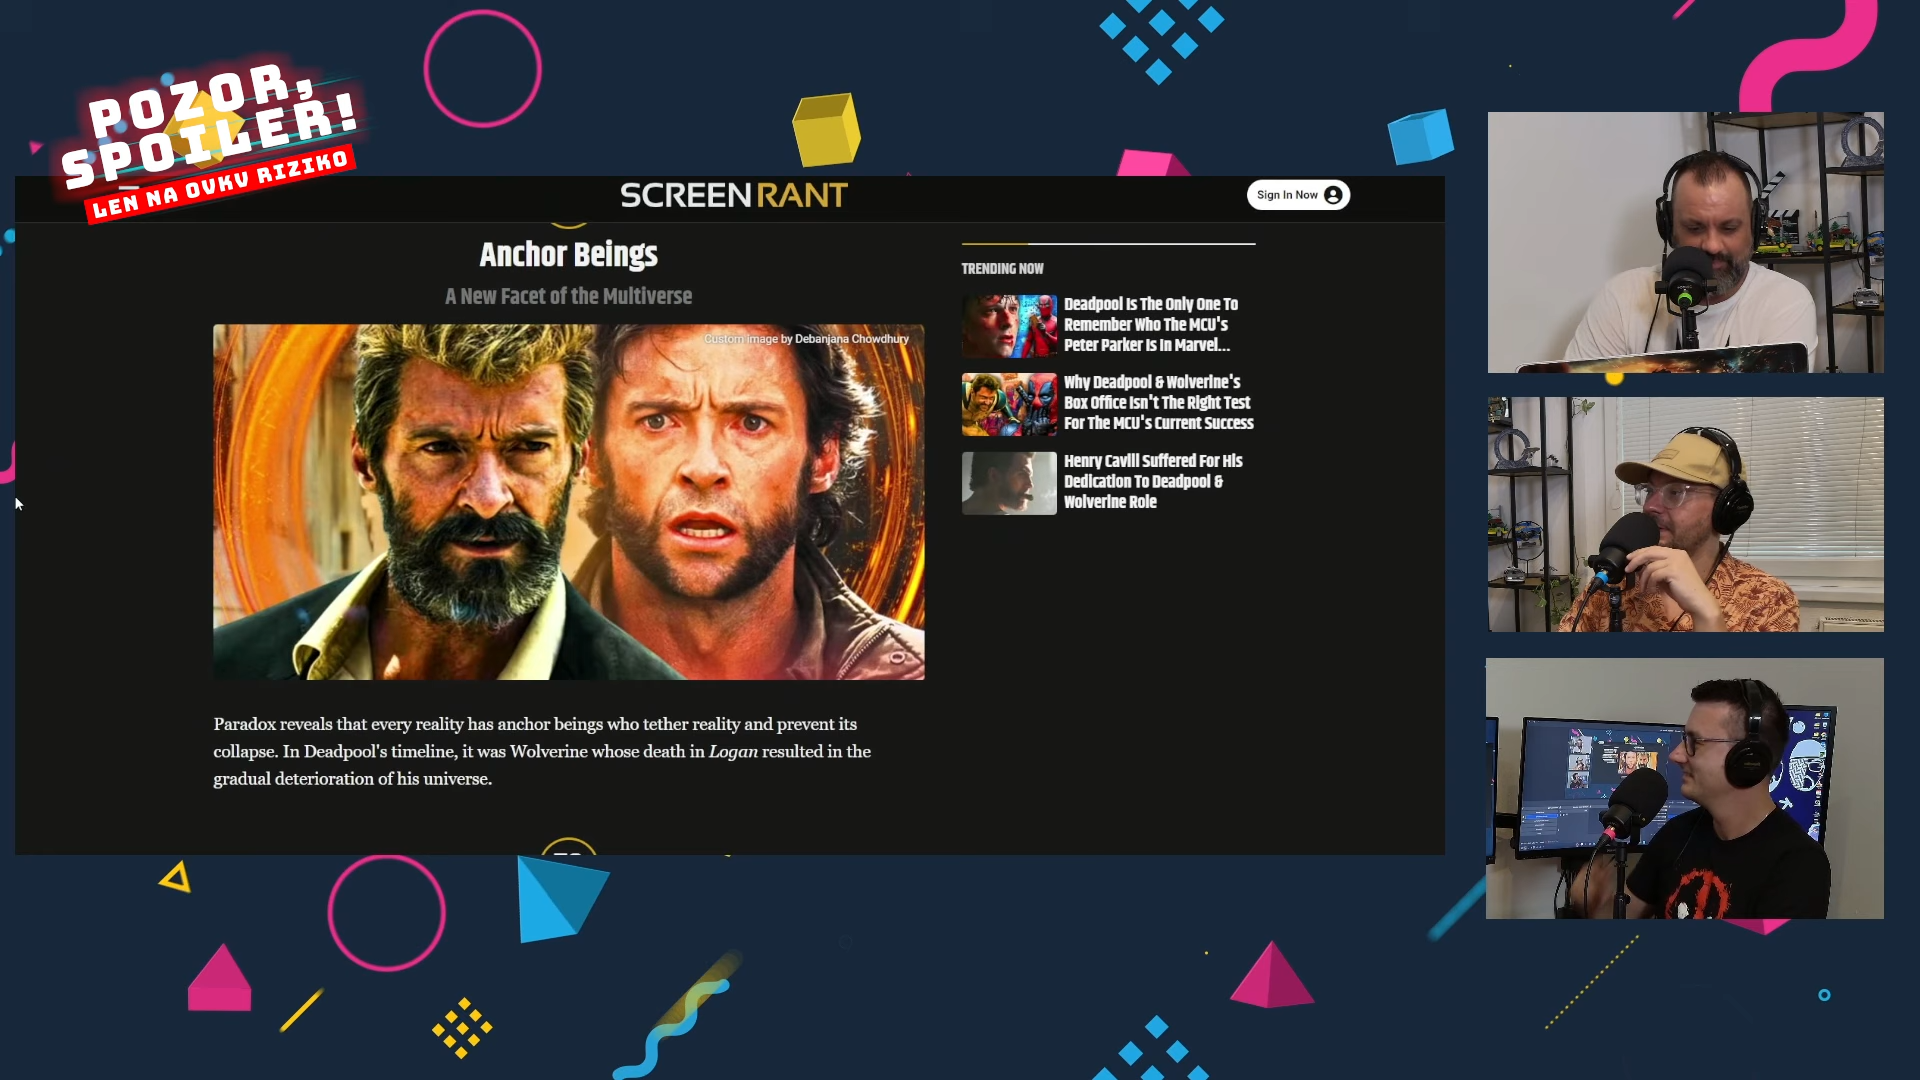 POZOR,
SPOILER!
LEN NA OVKV RIZIKO
SCREENRANT
Sign In Now
Anchor Beings
A New Facet of the Multiverse
Custom image by Debanjana Chowdhury
Paradox reveals that every reality has anchor beings who tether reality and prevent its
collapse. In Deadpool's timeline, it was Wolverine whose death in Logan resulted in the
gradual deterioration of his universe.
TRENDING NOW
Deadpool Is The Only One To
Remember Who The MCU's
Peter Parker Is In Marvel...
Why Deadpool & Wolverine's
Box Office Isn't The Right Test
For The MCU's Current Success
Henry Cavill Suffered For His
Dedication To Deadpool &
Wolverine Role